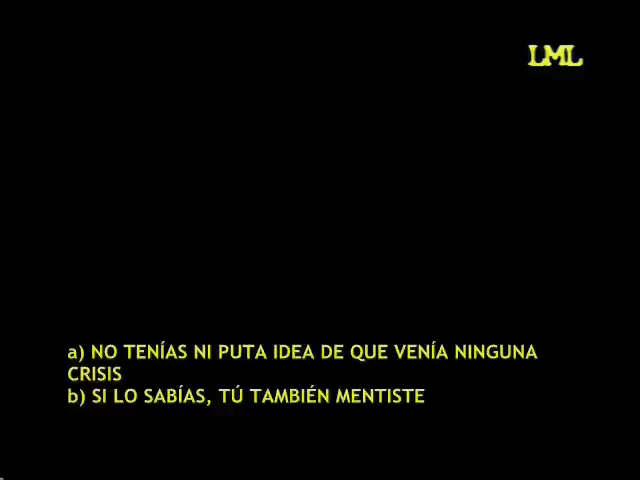 LML
a) NO TENÍAS NI PUTA IDEA DE QUE VENÍA NINGUNA
CRISIS
b) SI LO SABÍAS, TÚ TAMBIÉN MENTISTE